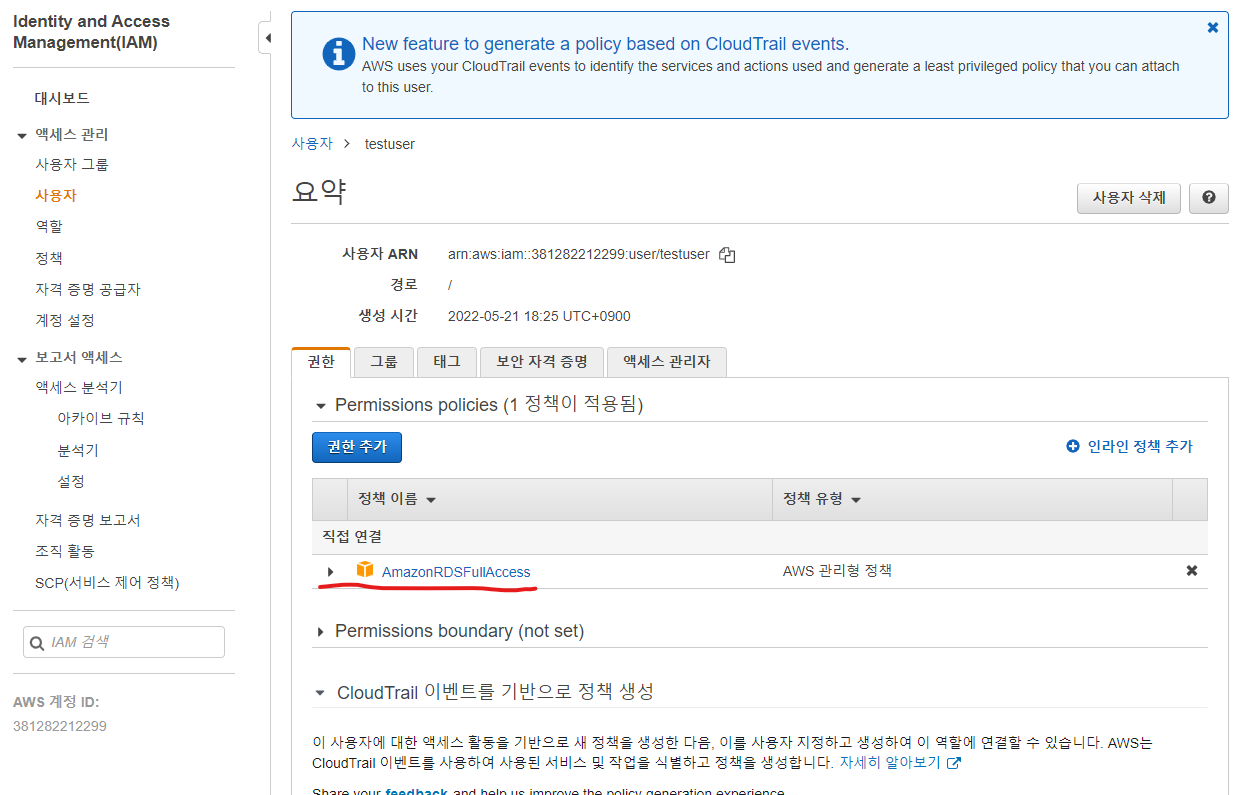 Identity and Access
Management(IAM)
대시보드
액세스 관리
사용자 그룹
사용자
역할
정책
자격 증명 공급자
계정 설정
보고서 액세스
액세스 분석기
아카이브 규칙
분석기
설정
자격 증명 보고서
조직 활동
SCP(서비스 제어 정책)
IAM 검색
AWS 계정 ID:
381282212299
New feature to generate a policy based on CloudTrail events.
AWS uses your CloudTrail events to identify the services and actions used and generate a least privileged policy that you can attach
to this user.
사용자 > testuser
요약
사용자 삭제
사용자 ARN arn:aws:iam::381282212299:user/testuser
경로 /
생성 시간 2022-05-21 18:25 UTC+0900
권한 그룹 태그 보안 자격 증명 액세스 관리자
Permissions policies (1 정책이 적용됨)
권한 추가 인라인 정책 추가
정책 이름 정책 유형
직접 연결
AmazonRDSFullAccess AWS 관리형 정책
Permissions boundary (not set)
CloudTrail 이벤트를 기반으로 정책 생성
이 사용자에 대한 액세스 활동을 기반으로 새 정책을 생성한 다음, 이를 사용자 지정하고 생성하여 이 역할에 연결할 수 있습니다. AWS는
CloudTrail 이벤트를 사용하여 사용된 서비스 및 작업을 식별하고 정책을 생성합니다. 자세히 알아보기
Share your feedback and help us improve the policy generation experience.